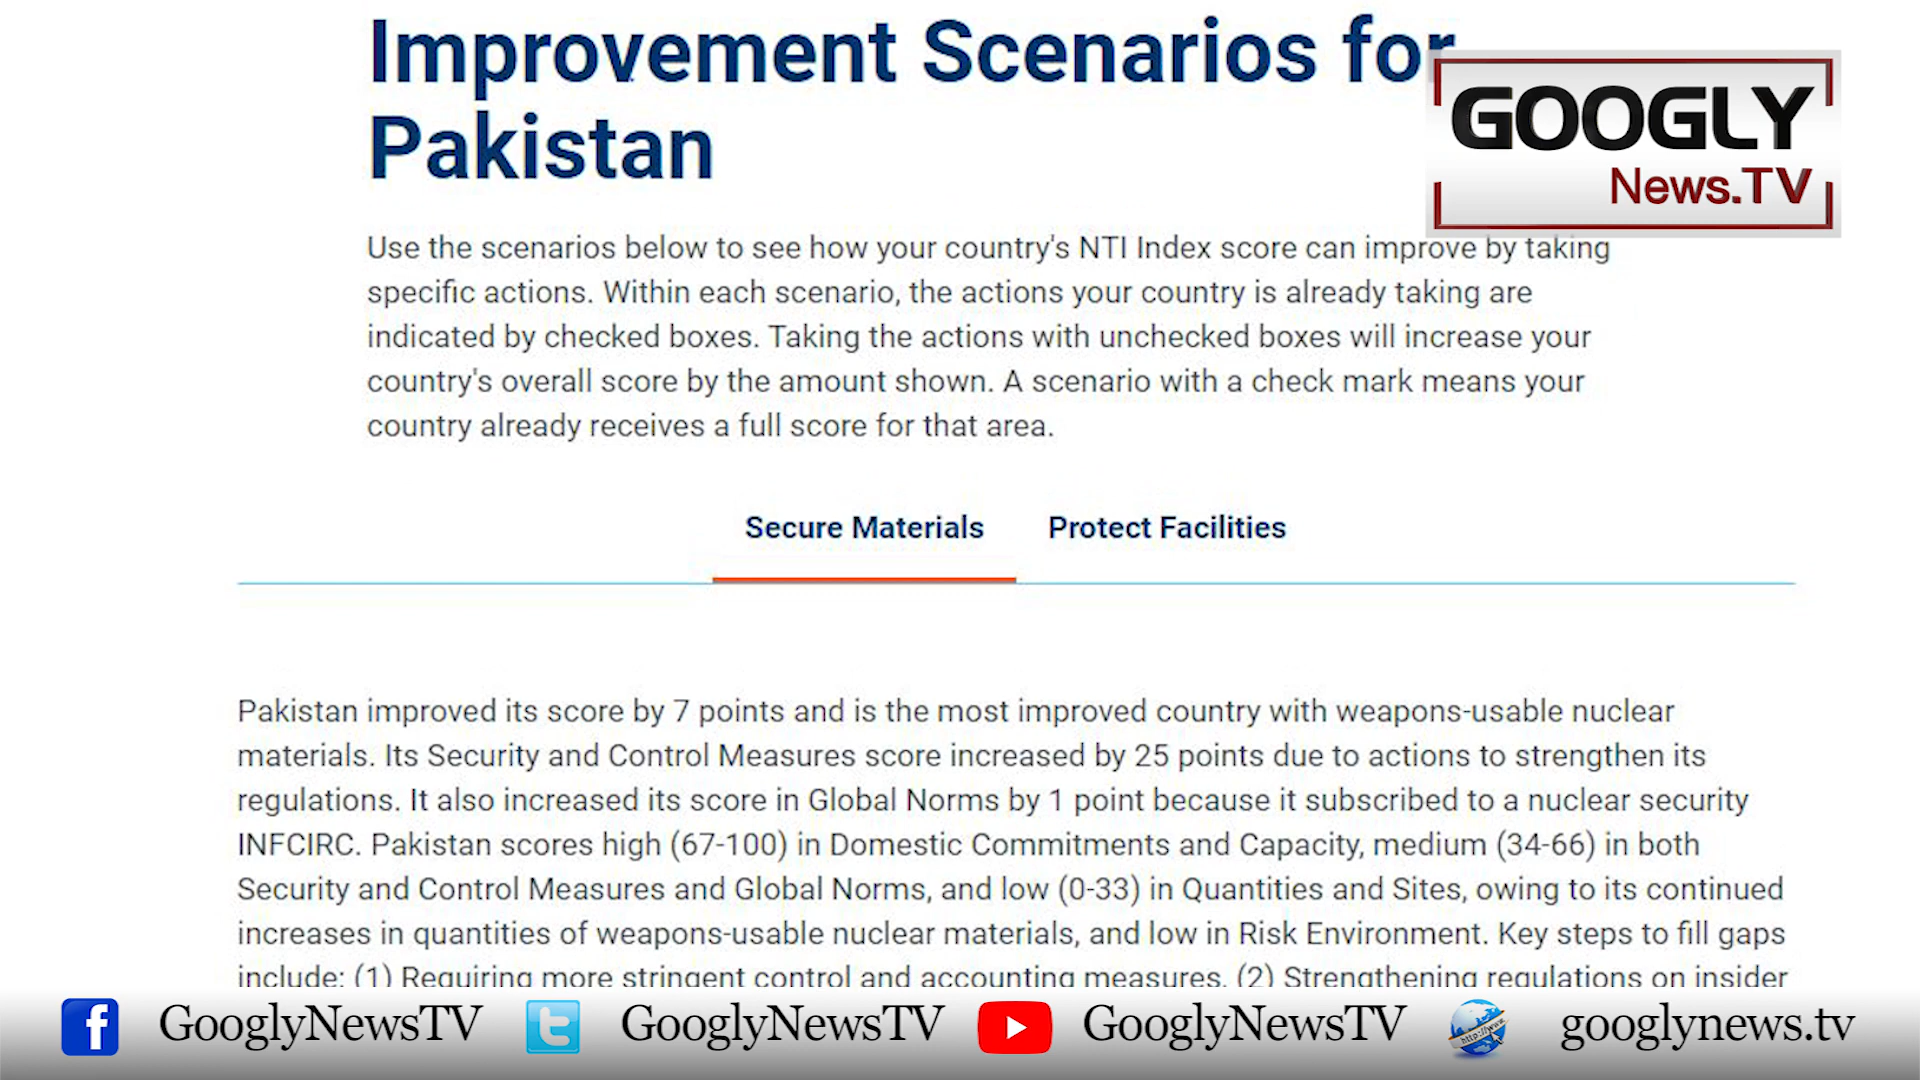 Improvement Scenarios for
Pakistan
GOOGLY
News.TV
Use the scenarios below to see how your country's NTI Index score can improve by taking
specific actions. Within each scenario, the actions your country is already taking are
indicated by checked boxes. Taking the actions with unchecked boxes will increase your
country's overall score by the amount shown. A scenario with a check mark means your
country already receives a full score for that area.
Secure Materials Protect Facilities
Pakistan improved its score by 7 points and is the most improved country with weapons-usable nuclear
materials. Its Security and Control Measures score increased by 25 points due to actions to strengthen its
regulations. It also increased its score in Global Norms by 1 point because it subscribed to a nuclear security
INFCIRC. Pakistan scores high (67-100) in Domestic Commitments and Capacity, medium (34-66) in both
Security and Control Measures and Global Norms, and low (0-33) in Quantities and Sites, owing to its continued
increases in quantities of weapons-usable nuclear materials, and low in Risk Environment. Key steps to fill gaps
include: (1) Requiring more stringent control and accounting measures. (2) Strengthening regulations on insider
GooglyNewsTV GooglyNewsTV GooglyNewsTV http://www googlynews.tv